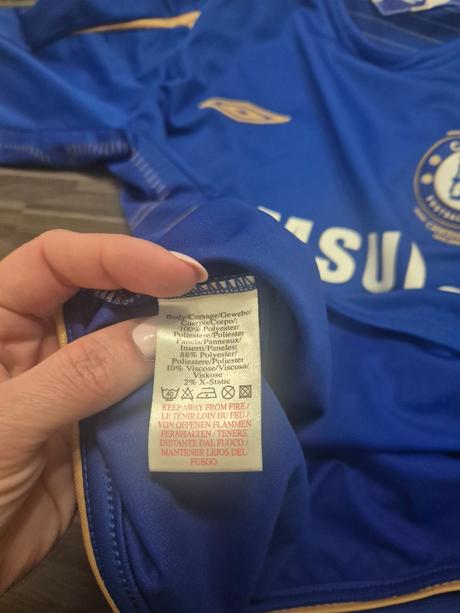 MSU
Body/Corsage/Gewebe/
Cuerpo/Corpo/:
100% Polyester/
Poliestere/Poliester
Panels/Panneaux/
Inserti/Paneles:
88% Polyester/
Poliestere/Poliester
10% Viscose/Viscosa/
Viskose
2% X-Static
40
KEEP AWAY FROM FIRE/
LE TENIR LOIN DU FEU/
VON OFFENEN FLAMMEN
FERNHALTEN / TENERE
DISTANTE DAL FUOCO/
MANTENER LEJOS DEL
FUEGO